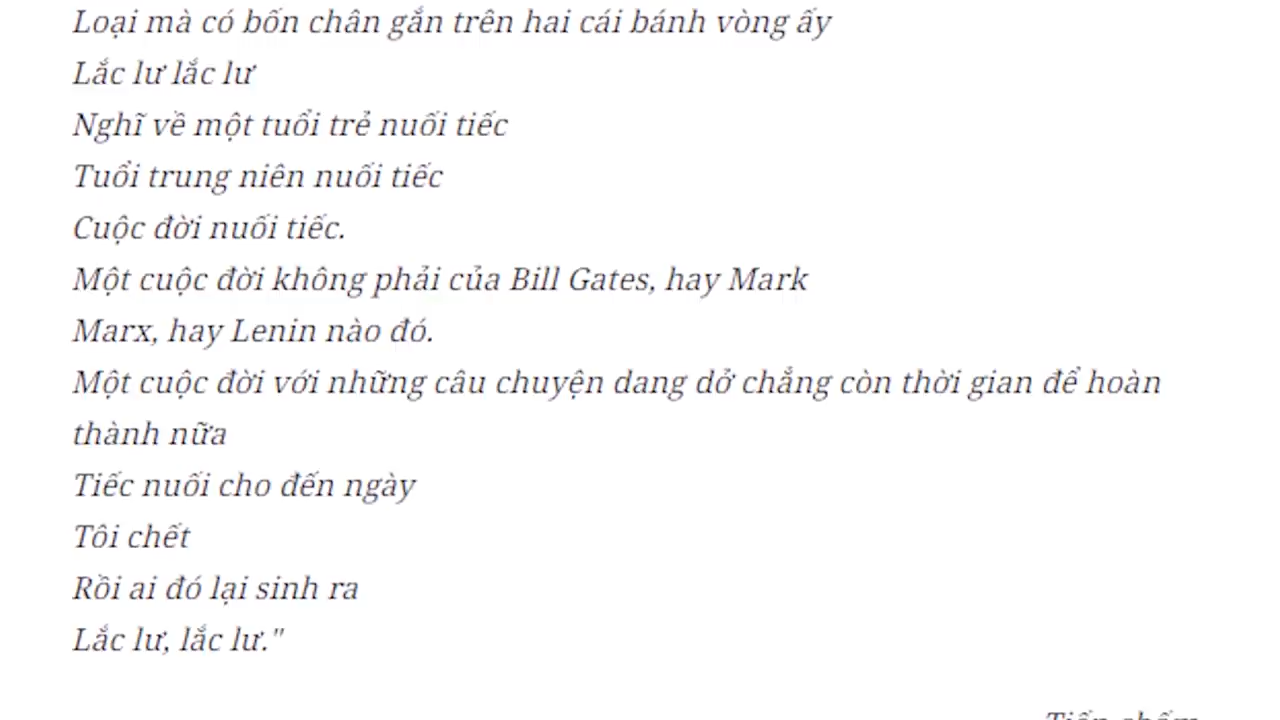 Loại mà có bốn chân gắn trên hai cái bánh vòng ấy
Lắc lư lắc lư
Nghĩ về một tuổi trẻ nuối tiếc
Tuổi trung niên nuối tiếc
Cuộc đời nuối tiếc.
Một cuộc đời không phải của Bill Gates, hay Mark
Marx, hay Lenin nào đó.
Một cuộc đời với những câu chuyện dang dở chẳng còn thời gian để hoàn
thành nữa
Tiếc nuối cho đến ngày
Tôi chết
Rồi ai đó lại sinh ra
Lắc lư, lắc lư."